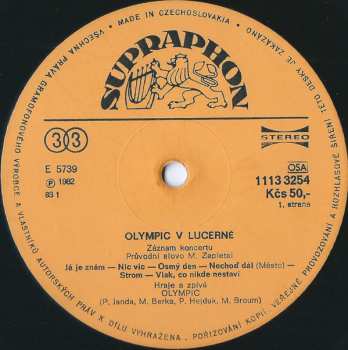 VŠECHNA PRÁVA GRAMOFONOVÉHO VÝROBCE A VLASTNÍKŮ AUTORSKÝCH PRÁV K DÍLU VYHRAZENA. POŘIZOVÁNÍ KOPIÍ, VEŘEJNÉ PROVOZOVÁNÍ A ROZHLASOVÉ ŠÍŘENÍ TÉTO DESKY JE ZAKÁZÁNO
MADE IN CZECHOSLOVAKIA
SUPRAPHON
33
STEREO
E 5739
Ⓟ 1982
83 1
OSA
1113 3254
Kčs 50,-
1. strana
OLYMPIC V LUCERNĚ
Záznam koncertu
Průvodní slovo M. Zapletal
Já je znám — Nic víc — Osmý den — Nechoď dál (Město) —
Strom — Vlak, co nikde nestaví
Hraje a zpívá
OLYMPIC
(P. Janda, M. Berka, P. Hejduk, M. Broum)